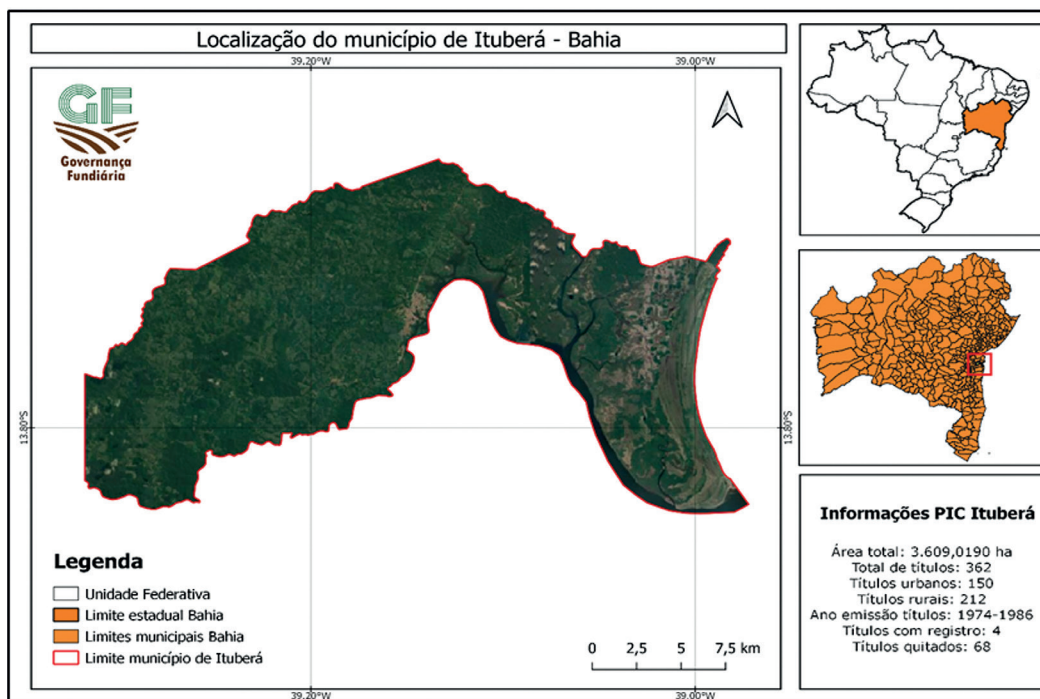 Localização do município de Ituberá - Bahia
39.20°W
39.00°W
GF
Governança
Fundiária
13.80°S
13.80°S
Legenda
Unidade Federativa
Limite estadual Bahia
Limites municipais Bahia
Limite município de Ituberá
0 2,5 5 7,5 km
39.20°W
39.00°W
Informações PIC Ituberá
Área total: 3.609,0190 ha
Total de títulos: 362
Títulos urbanos: 150
Títulos rurais: 212
Ano emissão títulos: 1974-1986
Títulos com registro: 4
Títulos quitados: 68